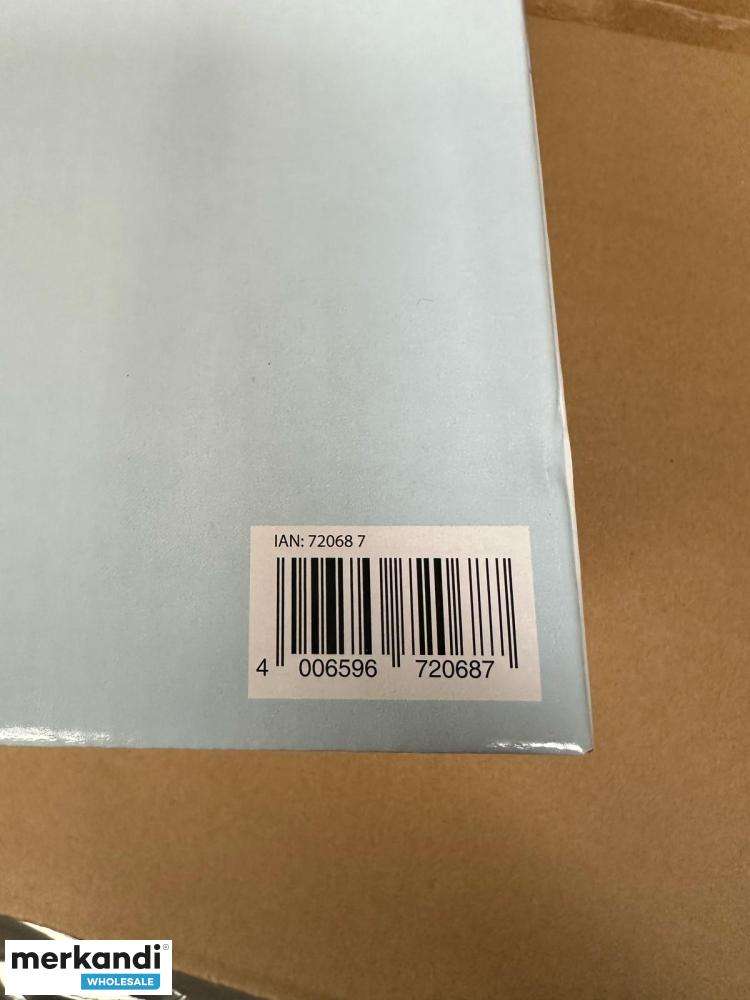 IAN: 72068 7
4 006596 720687
merkandi®
WHOLESALE